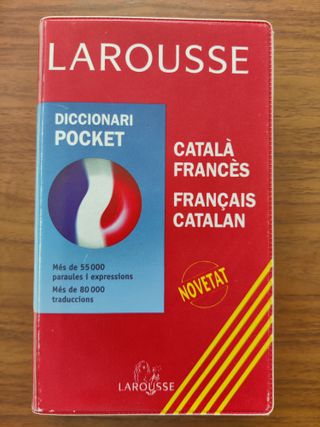 LAROUSSE
DICCIONARI
POCKET
CATALÀ
FRANCÈS
FRANÇAIS
CATALAN
Més de 55 000
paraules i expressions
Més de 80 000
traduccions
NOVETAT
LAROUSSE